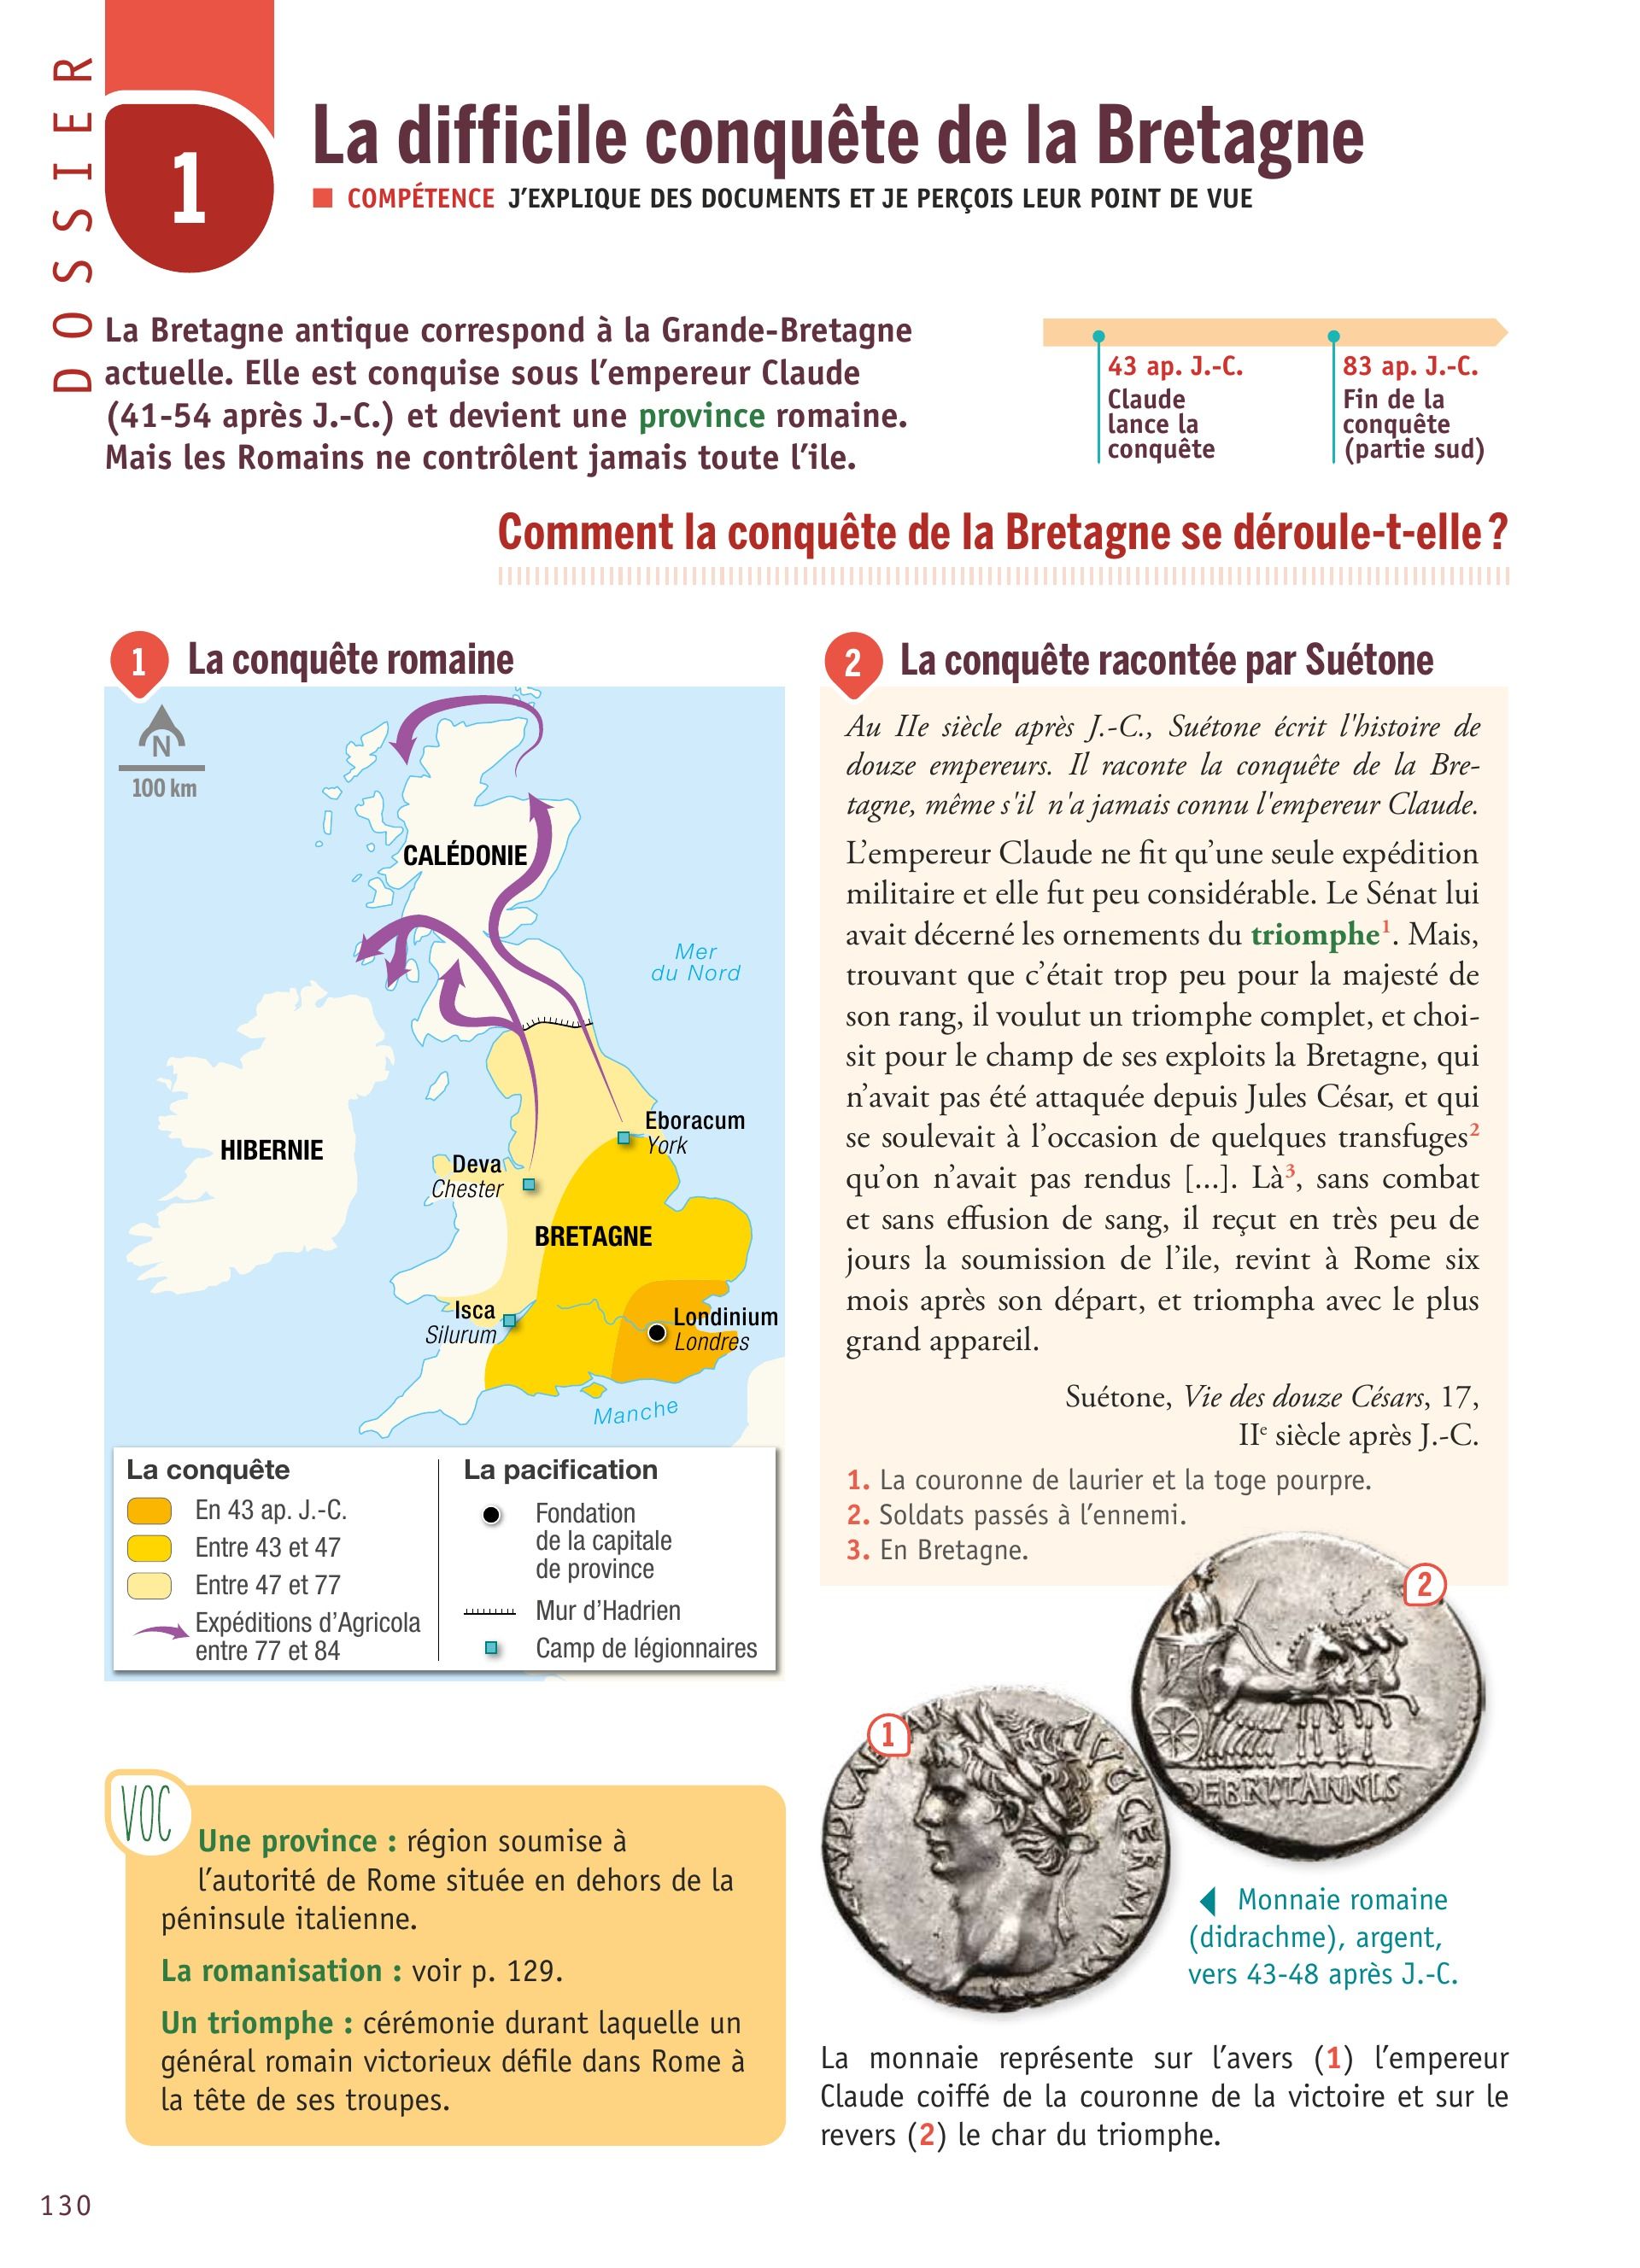 DOSSIER
1
La difficile conquête de la Bretagne
■ COMPÉTENCE J'EXPLIQUE DES DOCUMENTS ET JE PERÇOIS LEUR POINT DE VUE
La Bretagne antique correspond à la Grande-Bretagne
actuelle. Elle est conquise sous l'empereur Claude
(41-54 après J.-C.) et devient une province romaine.
Mais les Romains ne contrôlent jamais toute l'ile.
43 ap. J.-C.
Claude
lance la
conquête
83 ap. J.-C.
Fin de la
conquête
(partie sud)
Comment la conquête de la Bretagne se déroule-t-elle ?
1 La conquête romaine
N
100 km
CALÉDONIE
Mer
du Nord
HIBERNIE
Eboracum
York
Deva
Chester
BRETAGNE
Isca
Silurum
Londinium
Londres
Manche
La conquête
En 43 ap. J.-C.
Entre 43 et 47
Entre 47 et 77
Expéditions d'Agricola
entre 77 et 84
La pacification
Fondation
de la capitale
de province
Mur d'Hadrien
Camp de légionnaires
VOC
Une province : région soumise à
l'autorité de Rome située en dehors de la
péninsule italienne.
La romanisation : voir p. 129.
Un triomphe : cérémonie durant laquelle un
général romain victorieux défile dans Rome à
la tête de ses troupes.
2 La conquête racontée par Suétone
Au IIe siècle après J.-C., Suétone écrit l'histoire de
douze empereurs. Il raconte la conquête de la Bre-
tagne, même s'il n'a jamais connu l'empereur Claude.
L'empereur Claude ne fit qu'une seule expédition
militaire et elle fut peu considérable. Le Sénat lui
avait décerné les ornements du triomphe1. Mais,
trouvant que c'était trop peu pour la majesté de
son rang, il voulut un triomphe complet, et choi-
sit pour le champ de ses exploits la Bretagne, qui
n'avait pas été attaquée depuis Jules César, et qui
se soulevait à l'occasion de quelques transfuges2
qu'on n'avait pas rendus [...]. Là3, sans combat
et sans effusion de sang, il reçut en très peu de
jours la soumission de l'ile, revint à Rome six
mois après son départ, et triompha avec le plus
grand appareil.
Suétone, Vie des douze Césars, 17,
IIe siècle après J.-C.
1. La couronne de laurier et la toge pourpre.
2. Soldats passés à l'ennemi.
3. En Bretagne.
2
DEBRITANNIS
1
◀ Monnaie romaine
(didrachme), argent,
vers 43-48 après J.-C.
La monnaie représente sur l'avers (1) l'empereur
Claude coiffé de la couronne de la victoire et sur le
revers (2) le char du triomphe.
130